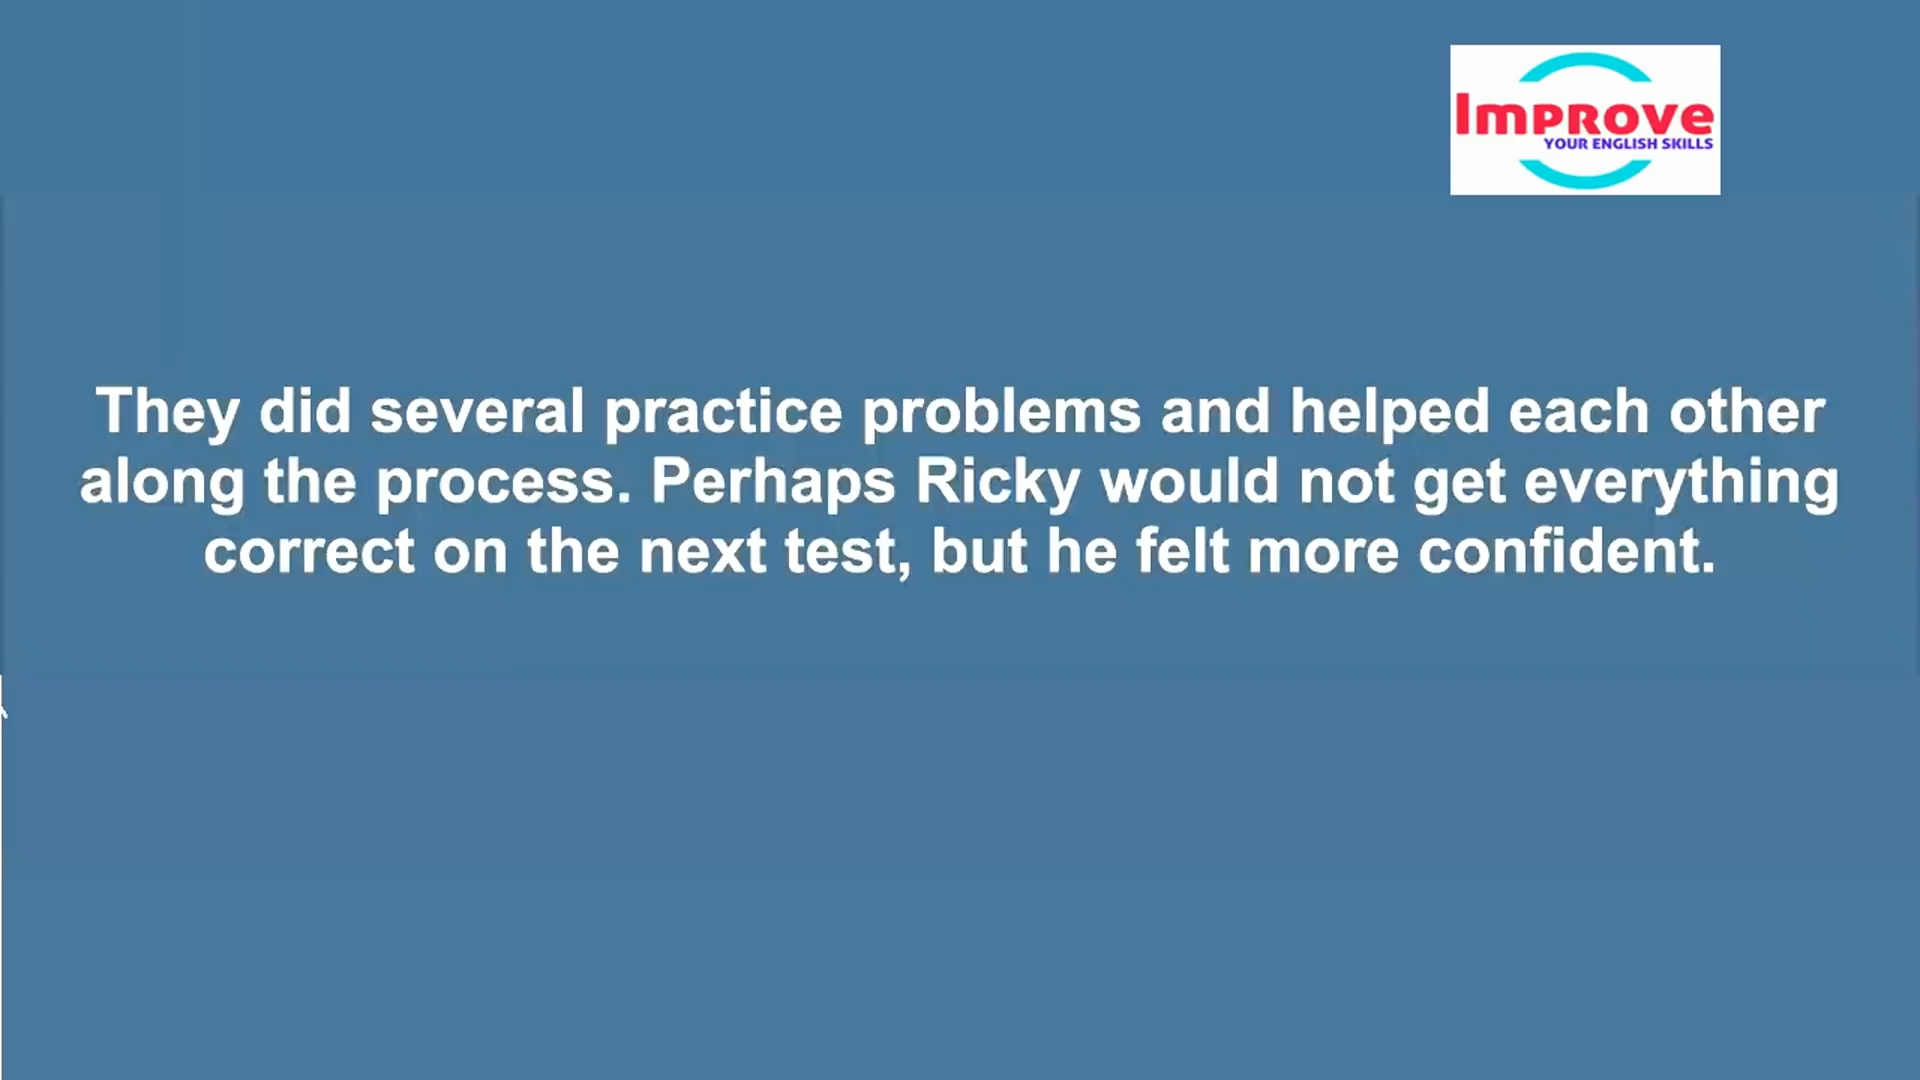 Improve
YOUR ENGLISH SKILLS
They did several practice problems and helped each other
along the process. Perhaps Ricky would not get everything
correct on the next test, but he felt more confident.